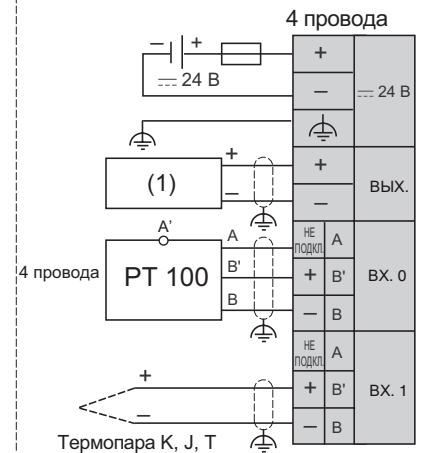 4 провода
– + +
⎓ 24 В – ⎓ 24 В
+ +
(1) ВЫХ.
– –
A' A НЕ ПОДКЛ. A
4 провода PT 100 B' + B' ВХ. 0
B – B
НЕ ПОДКЛ. A
+ + B' ВХ. 1
– – B
Термопара K, J, T